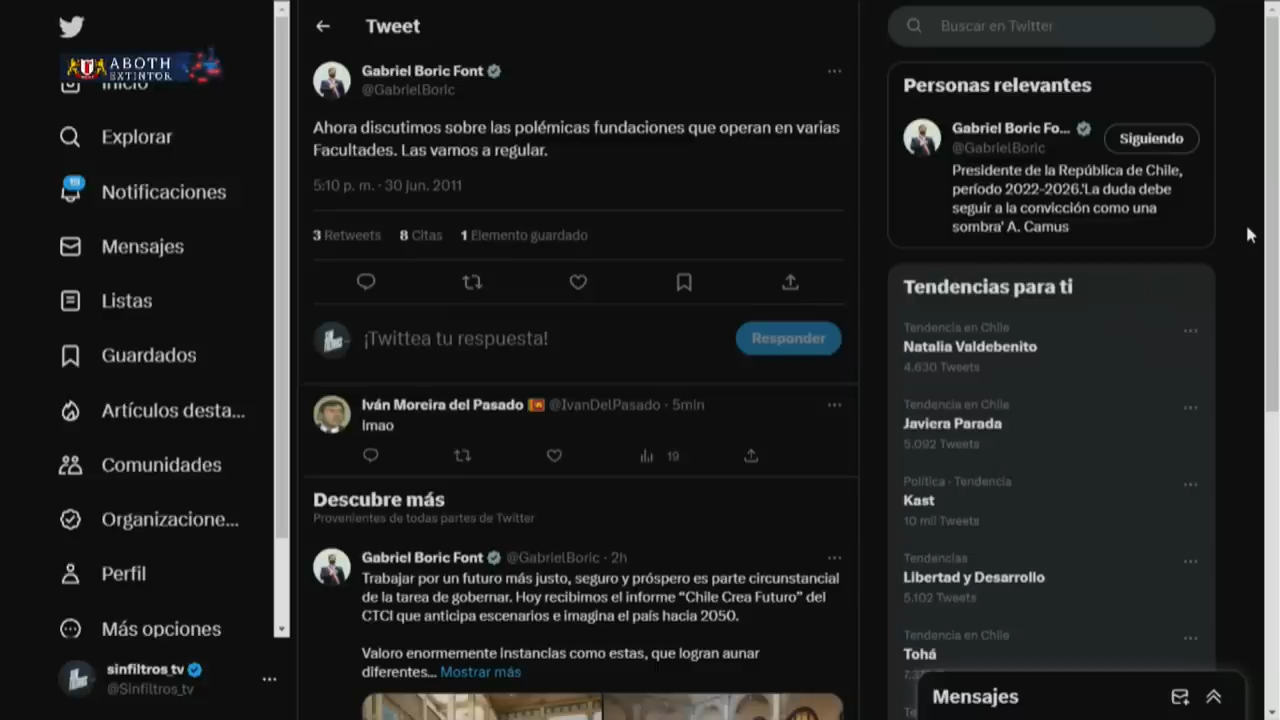 ABOTH
EXTINTOR
Inicio
Explorar
Notificaciones
Mensajes
Listas
Guardados
Artículos desta...
Comunidades
Organizacione...
Perfil
Más opciones
sinfiltros_tv
@Sinfiltros_tv
Tweet
Gabriel Boric Font
@GabrielBoric
Ahora discutimos sobre las polémicas fundaciones que operan en varias
Facultades. Las vamos a regular.
5:10 p. m. · 30 jun. 2011
3 Retweets 8 Citas 1 Elemento guardado
¡Twittea tu respuesta!
Responder
Iván Moreira del Pasado @IvanDelPasado · 5min
lmao
19
Descubre más
Provenientes de todas partes de Twitter
Gabriel Boric Font @GabrielBoric · 2h
Trabajar por un futuro más justo, seguro y próspero es parte circunstancial
de la tarea de gobernar. Hoy recibimos el informe “Chile Crea Futuro” del
CTCI que anticipa escenarios e imagina el país hacia 2050.
Valoro enormemente instancias como estas, que logran aunar
diferentes... Mostrar más
Buscar en Twitter
Personas relevantes
Gabriel Boric Fo...
@GabrielBoric
Siguiendo
Presidente de la República de Chile,
período 2022-2026.'La duda debe
seguir a la convicción como una
sombra' A. Camus
Tendencias para ti
Tendencia en Chile
Natalia Valdebenito
4.630 Tweets
Tendencia en Chile
Javiera Parada
5.092 Tweets
Política · Tendencia
Kast
10 mil Tweets
Tendencias
Libertad y Desarrollo
5.102 Tweets
Tendencia en Chile
Tohá
Mensajes